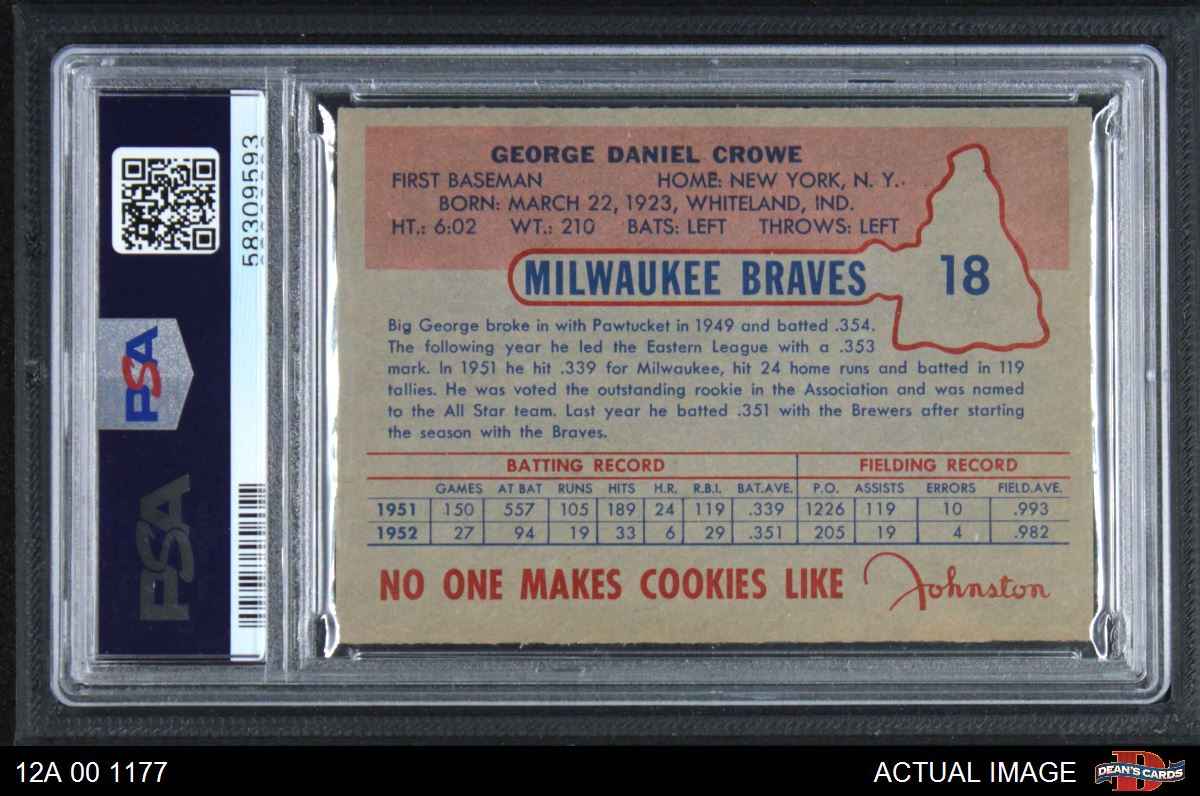 GEORGE DANIEL CROWE
FIRST BASEMAN HOME: NEW YORK, N. Y.
BORN: MARCH 22, 1923, WHITELAND, IND.
HT.: 6:02 WT.: 210 BATS: LEFT THROWS: LEFT
MILWAUKEE BRAVES 18
Big George broke in with Pawtucket in 1949 and batted .354.
The following year he led the Eastern League with a .353
mark. In 1951 he hit .339 for Milwaukee, hit 24 home runs and batted in 119
tallies. He was voted the outstanding rookie in the Association and was named
to the All Star team. Last year he batted .351 with the Brewers after starting
the season with the Braves.
BATTING RECORD FIELDING RECORD
GAMES AT BAT RUNS HITS H.R. R.B.I. BAT.AVE. P.O. ASSISTS ERRORS FIELD.AVE.
1951 150 557 105 189 24 119 .339 1226 119 10 .993
1952 27 94 19 33 6 29 .351 205 19 4 .982
NO ONE MAKES COOKIES LIKE Johnston
58309593
PSA
PSA
12A 00 1177
ACTUAL IMAGE
DEAN'S CARDS